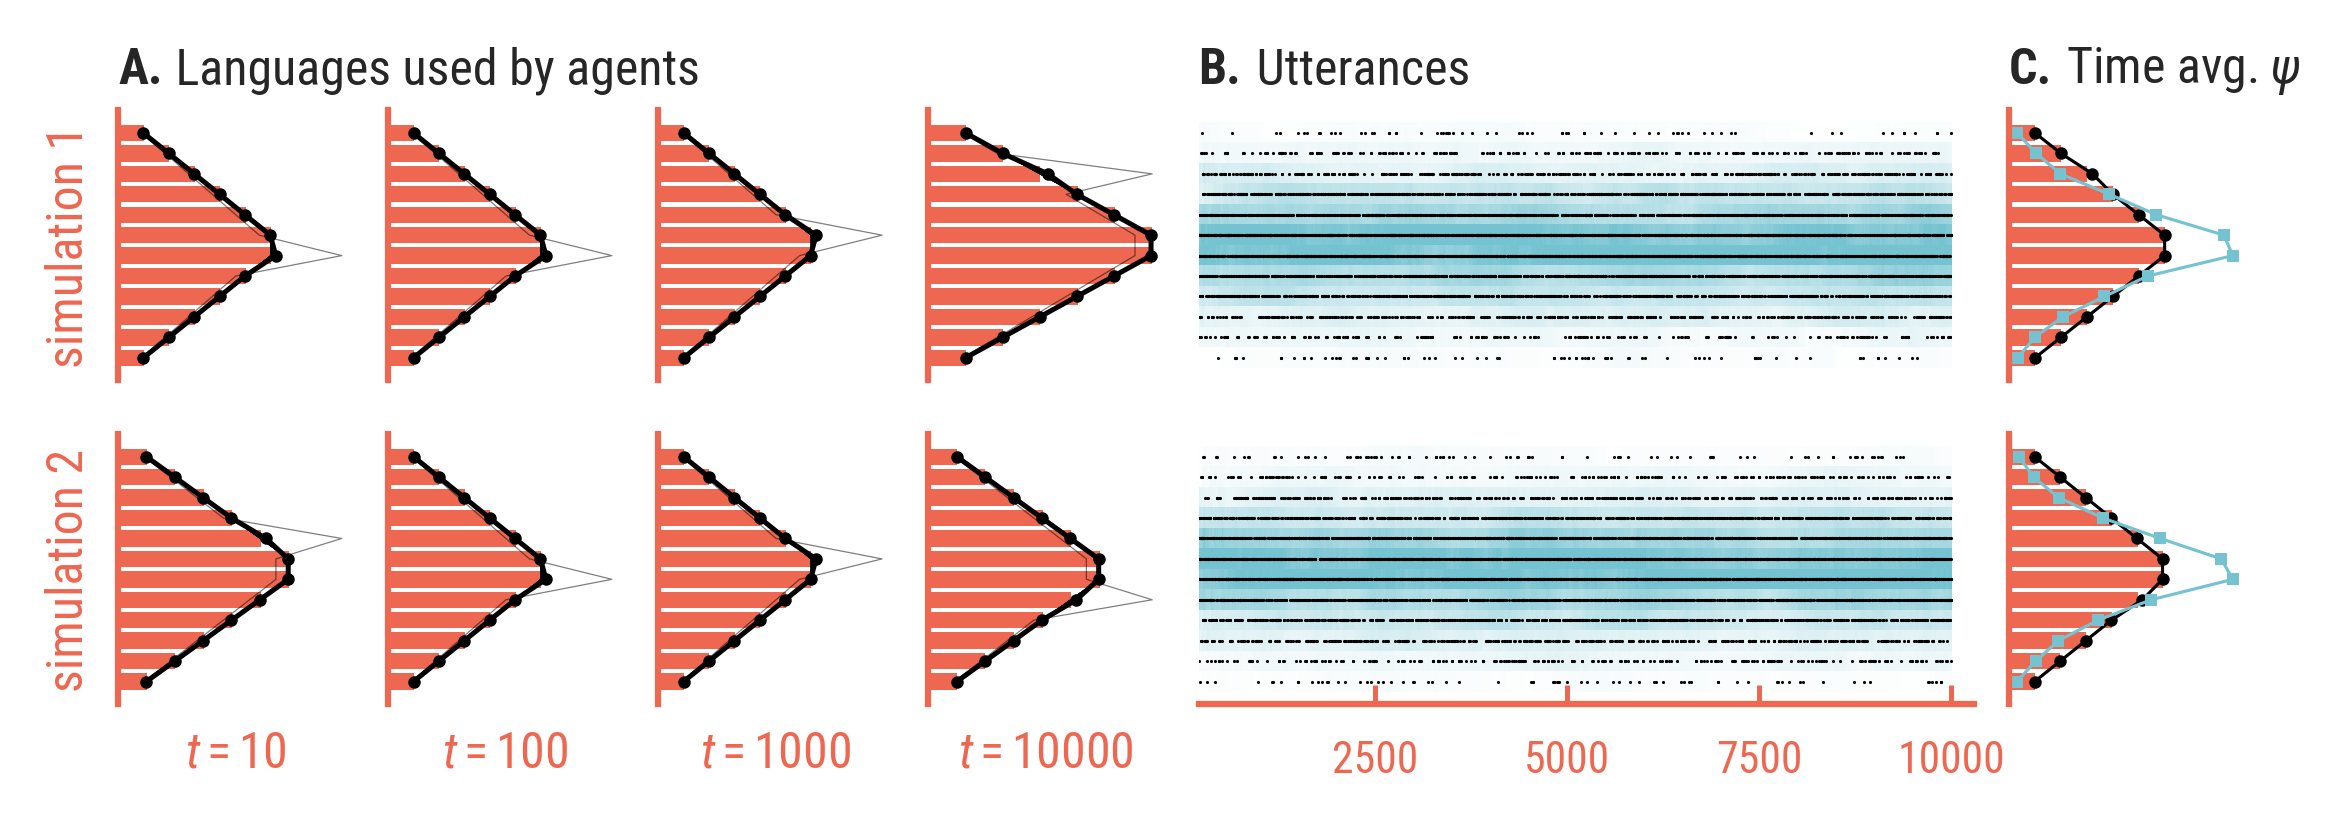 A. Languages used by agents
B. Utterances
C. Time avg. ψ
simulation 1
simulation 2
t = 10
t = 100
t = 1000
t = 10000
2500
5000
7500
10000